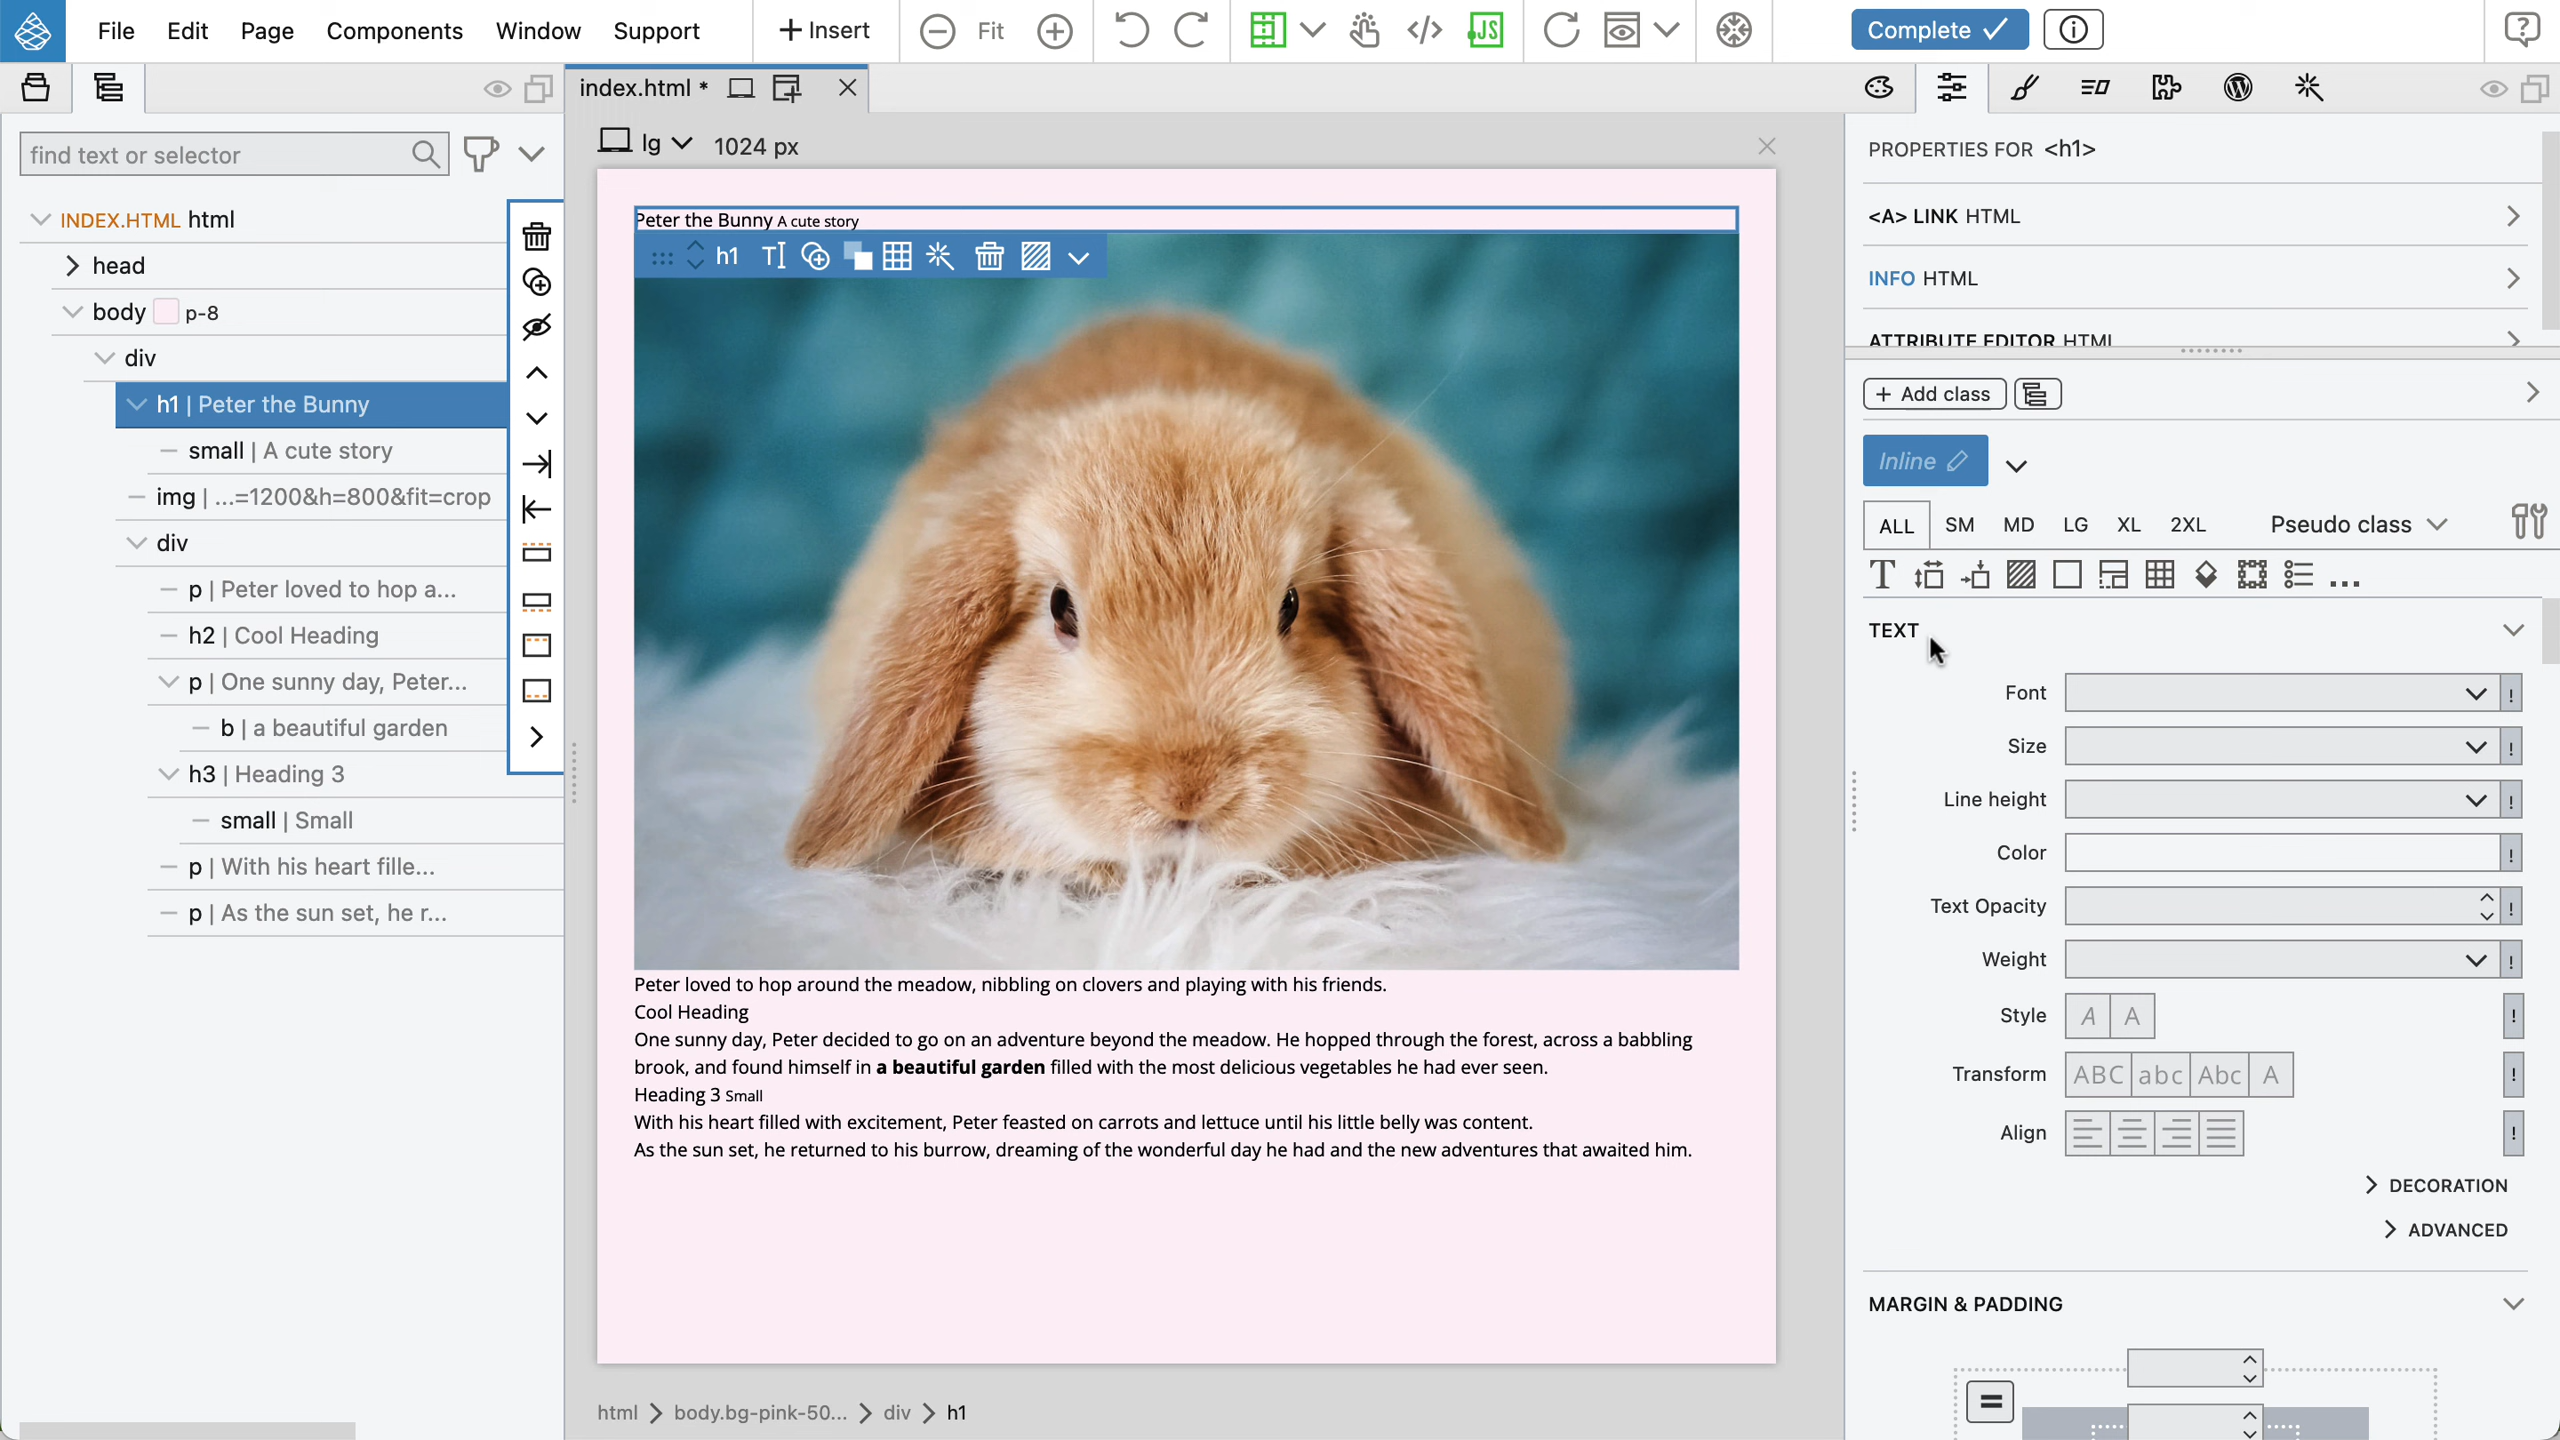 File Edit Page Components Window Support Insert Fit JS Complete
index.html *
find text or selector
lg 1024 px
INDEX.HTML html
head
body p-8
div
h1 | Peter the Bunny
small | A cute story
img | ...=1200&h=800&fit=crop
div
p | Peter loved to hop a...
h2 | Cool Heading
p | One sunny day, Peter...
b | a beautiful garden
h3 | Heading 3
small | Small
p | With his heart fille...
p | As the sun set, he r...
Peter the Bunny A cute story
h1
Peter loved to hop around the meadow, nibbling on clovers and playing with his friends.
Cool Heading
One sunny day, Peter decided to go on an adventure beyond the meadow. He hopped through the forest, across a babbling
brook, and found himself in a beautiful garden filled with the most delicious vegetables he had ever seen.
Heading 3 Small
With his heart filled with excitement, Peter feasted on carrots and lettuce until his little belly was content.
As the sun set, he returned to his burrow, dreaming of the wonderful day he had and the new adventures that awaited him.
html body.bg-pink-50... div h1
PROPERTIES FOR <h1>
<A> LINK HTML
INFO HTML
ATTRIBUTE EDITOR HTML
+ Add class
Inline
ALL SM MD LG XL 2XL Pseudo class
TEXT
Font !
Size !
Line height !
Color !
Text Opacity !
Weight !
Style A A !
Transform ABC abc Abc A !
Align !
DECORATION
ADVANCED
MARGIN & PADDING